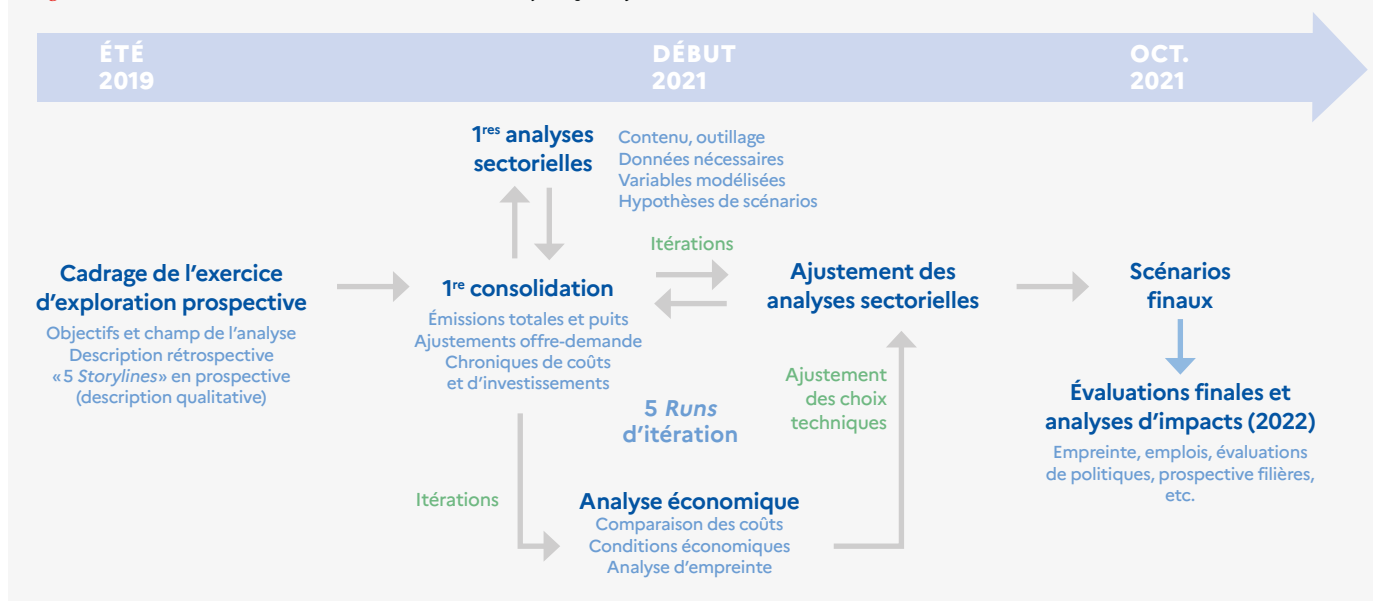 ÉTÉ
2019
DÉBUT
2021
OCT.
2021
1res analyses
sectorielles
Contenu, outillage
Données nécessaires
Variables modélisées
Hypothèses de scénarios
Cadrage de l'exercice
d'exploration prospective
Objectifs et champ de l'analyse
Description rétrospective
«5 Storylines» en prospective
(description qualitative)
1re consolidation
Émissions totales et puits
Ajustements offre-demande
Chroniques de coûts
et d'investissements
Itérations
Ajustement des
analyses sectorielles
Scénarios
finaux
Ajustement
des choix
techniques
5 Runs
d'itération
Évaluations finales et
analyses d'impacts (2022)
Empreinte, emplois, évaluations
de politiques, prospective filières,
etc.
Itérations
Analyse économique
Comparaison des coûts
Conditions économiques
Analyse d'empreinte